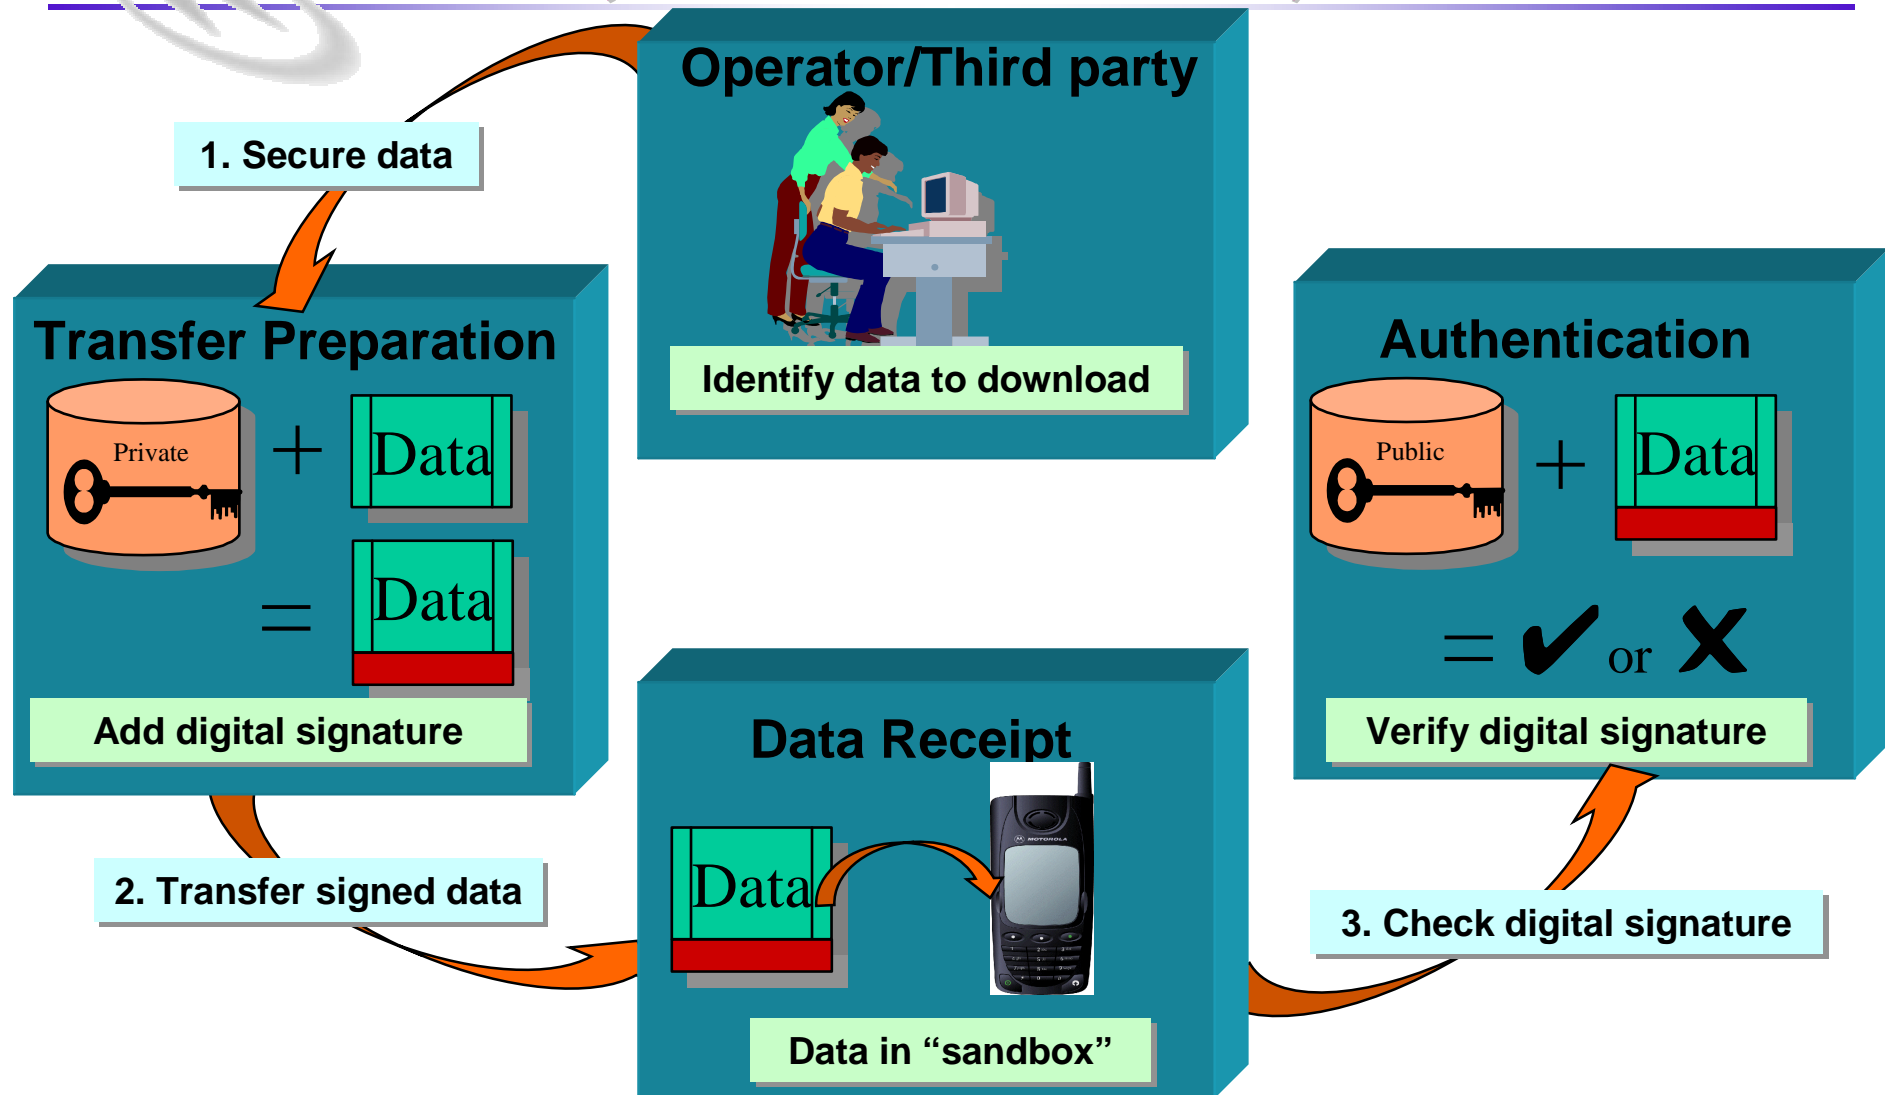 Operator/Third party
Identify data to download
1. Secure data
Transfer Preparation
Private
+
Data
=
Data
Add digital signature
2. Transfer signed data
Data Receipt
Data
MOTOROLA
Data in “sandbox”
3. Check digital signature
Authentication
Public
+
Data
= ✔ or ✘
Verify digital signature